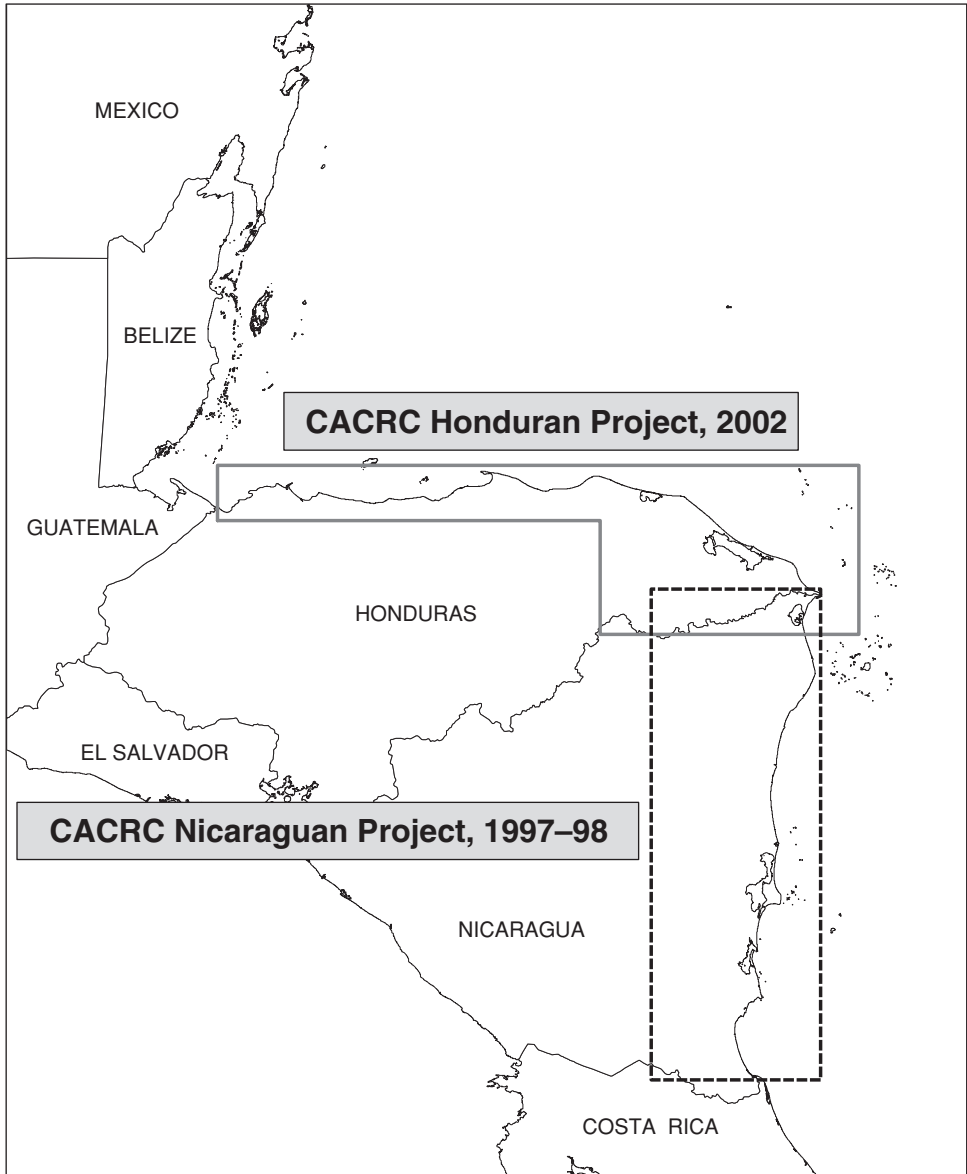 MEXICO
BELIZE
CACRC Honduran Project, 2002
GUATEMALA
HONDURAS
EL SALVADOR
CACRC Nicaraguan Project, 1997–98
NICARAGUA
COSTA RICA